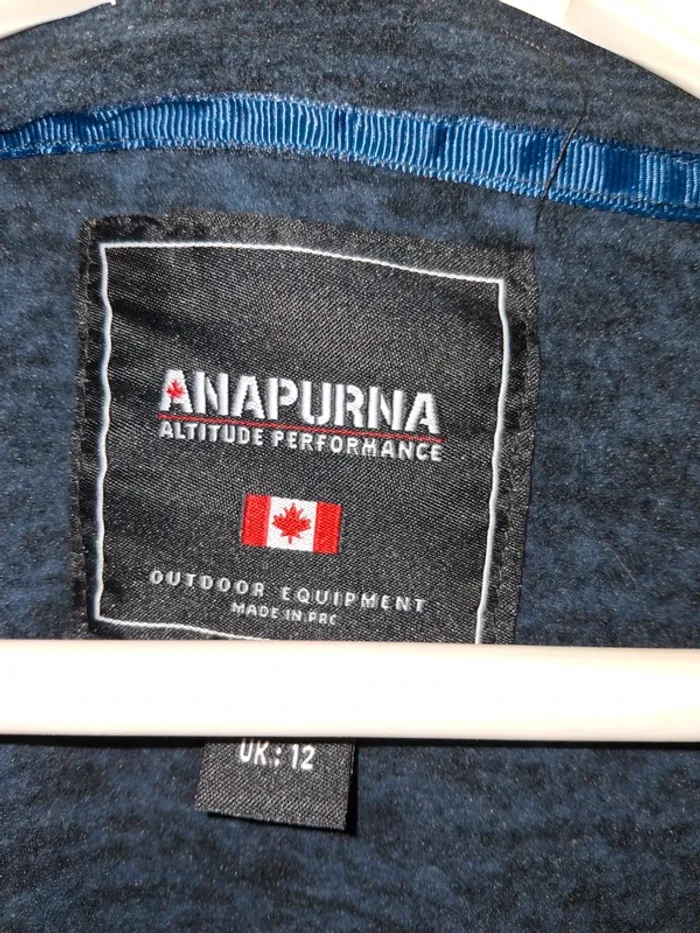 ANAPURNA
ALTITUDE PERFORMANCE
OUTDOOR EQUIPMENT
MADE IN PRC
UK: 12